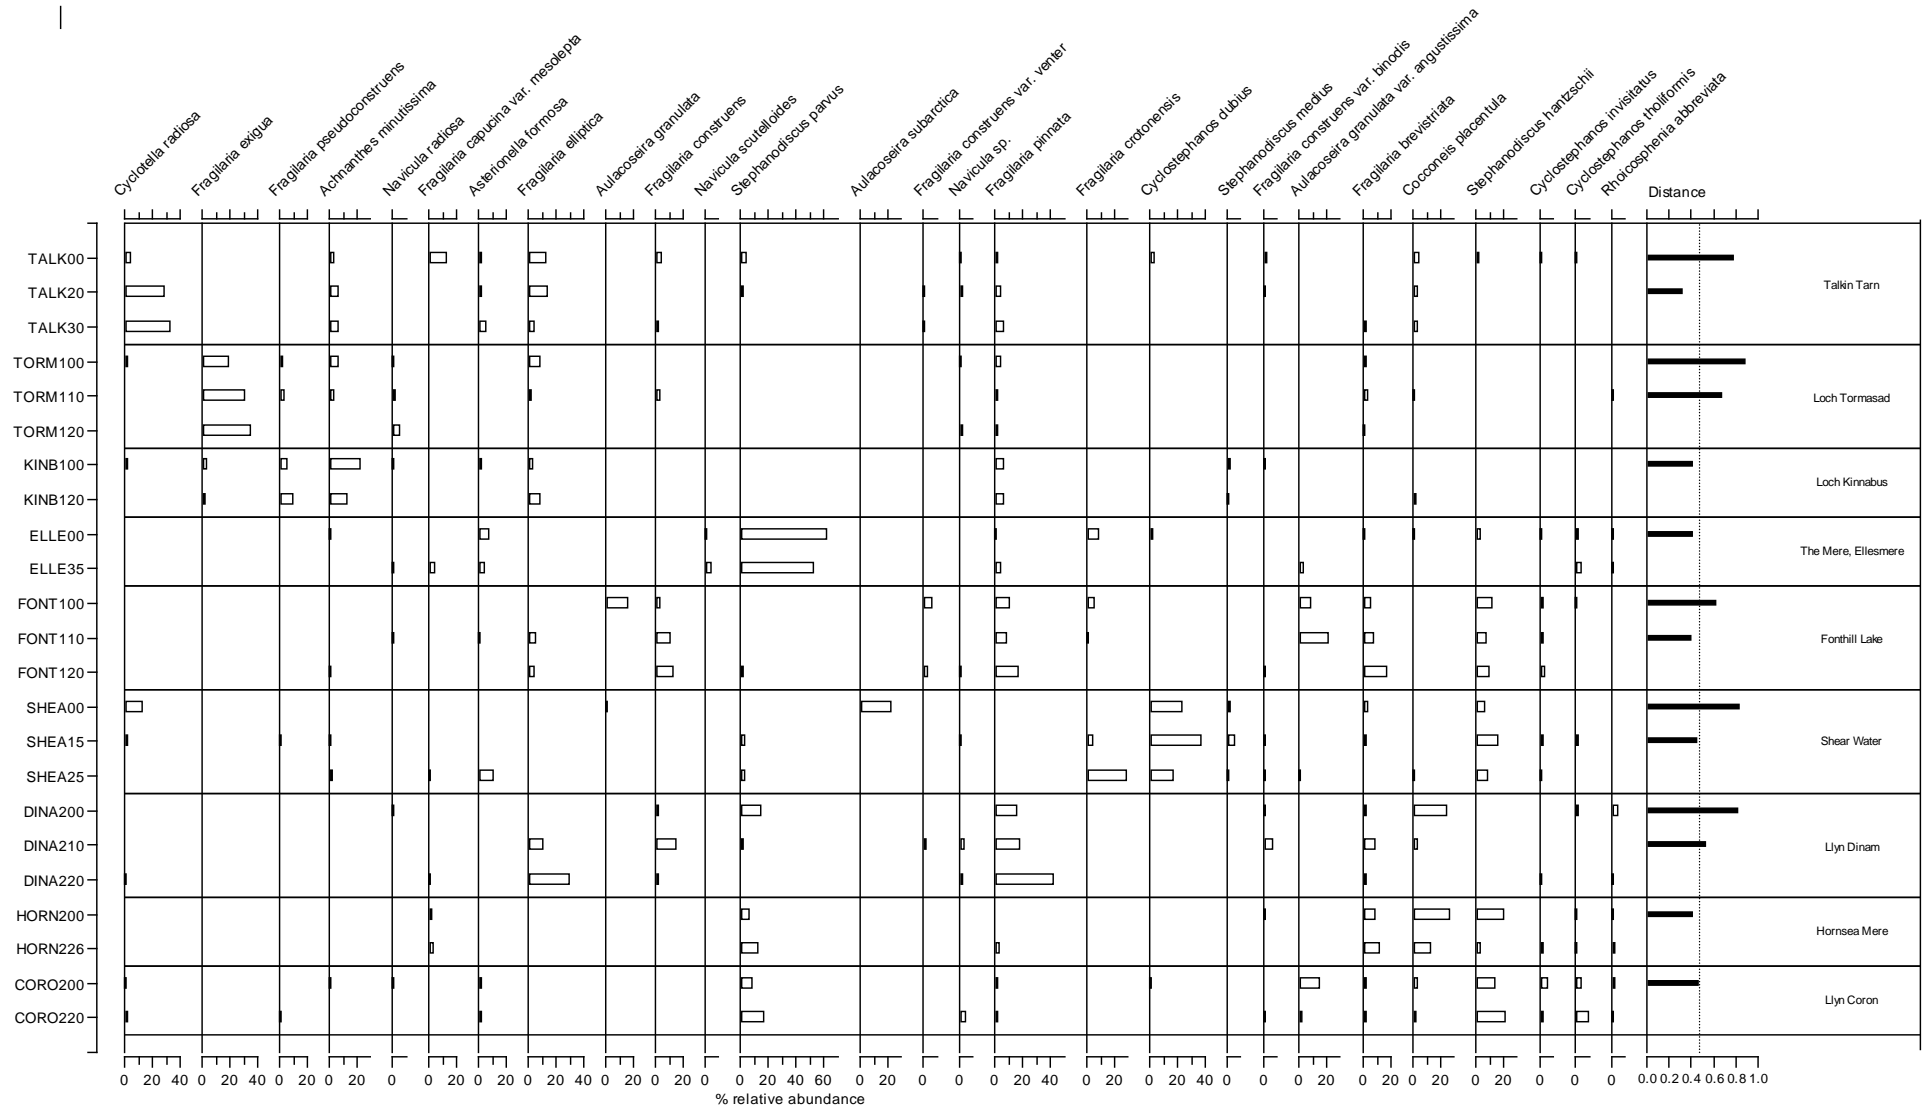 Cyclotella radiosa
Fragilaria exigua
Fragilaria pseudoconstruens
Achnanthes minutissima
Navicula radiosa
Fragilaria capucina var. mesolepta
Asterionella formosa
Fragilaria elliptica
Aulacoseira granulata
Fragilaria construens
Navicula scutelloides
Stephanodiscus parvus
Aulacoseira subarctica
Fragilaria construens var. venter
Navicula sp.
Fragilaria pinnata
Fragilaria crotonensis
Cyclostephanos dubius
Stephanodiscus medius
Fragilaria construens var. binodis
Aulacoseira granulata var. angustissima
Fragilaria brevistriata
Cocconeis placentula
Stephanodiscus hantzschii
Cyclostephanos invisitatus
Cyclostephanos tholiformis
Rhoicosphenia abbreviata
Distance
TALK00
TALK20
Talkin Tarn
TALK30
TORM100
TORM110
Loch Tormasad
TORM120
KINB100
Loch Kinnabus
KINB120
ELLE00
The Mere, Ellesmere
ELLE35
FONT100
FONT110
Fonthill Lake
FONT120
SHEA00
SHEA15
Shear Water
SHEA25
DINA200
DINA210
Llyn Dinam
DINA220
HORN200
Hornsea Mere
HORN226
CORO200
Llyn Coron
CORO220
0 20 40 0 20 40 0 0 20 0 0 20 0 20 0 20 40 0 20 0 20 0 0 20 40 60 0 20 0 0 0 20 40 0 20 0 20 40 0 0 0 20 0 20 0 20 0 20 0 0 0 0.0 0.2 0.4 0.6 0.8 1.0
% relative abundance